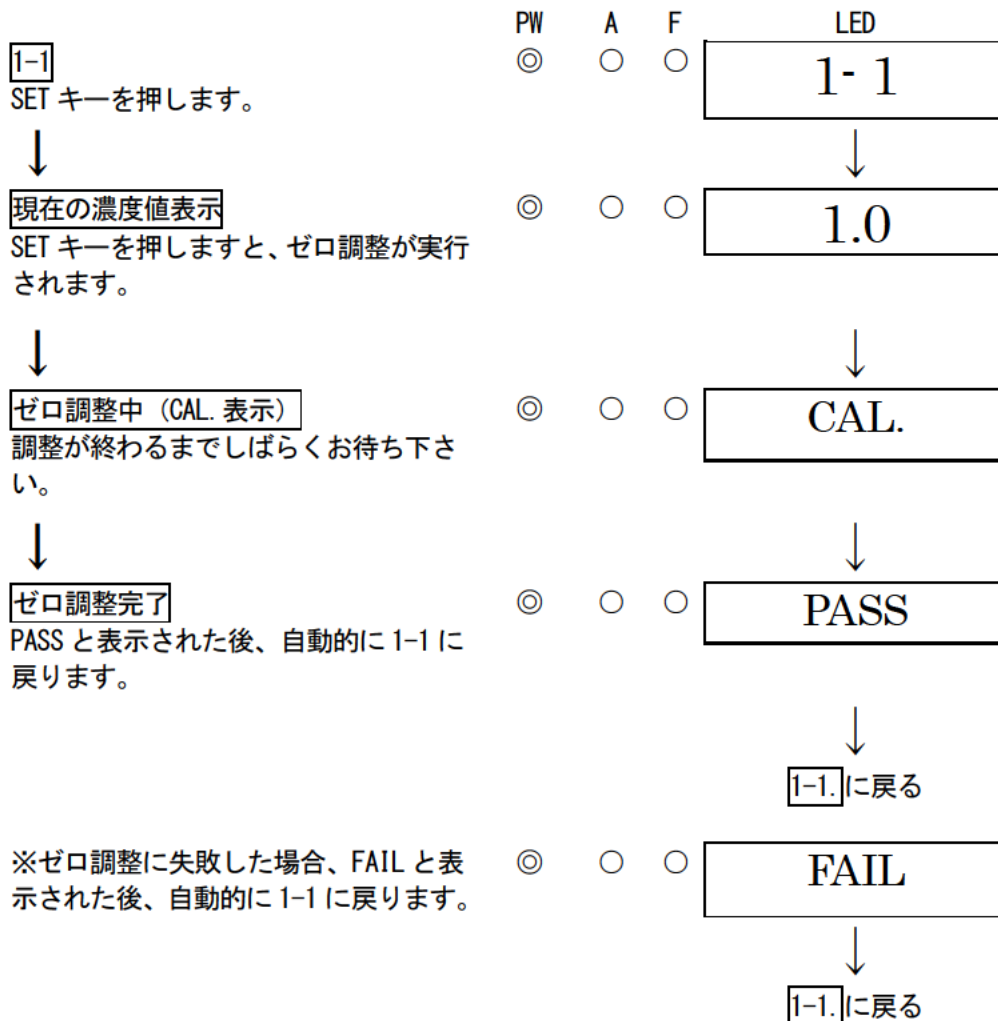 PW A F LED
1-1 ◎ ○ ○ 1- 1
SET キーを押します。
↓ ↓
現在の濃度値表示 ◎ ○ ○ 1.0
SET キーを押しますと、ゼロ調整が実行
されます。
↓ ↓
ゼロ調整中（CAL. 表示） ◎ ○ ○ CAL.
調整が終わるまでしばらくお待ち下さ
い。
↓ ↓
ゼロ調整完了 ◎ ○ ○ PASS
PASS と表示された後、自動的に 1-1 に
戻ります。
↓
1-1. に戻る
※ゼロ調整に失敗した場合、FAIL と表 ◎ ○ ○ FAIL
示された後、自動的に 1-1 に戻ります。
↓
1-1. に戻る